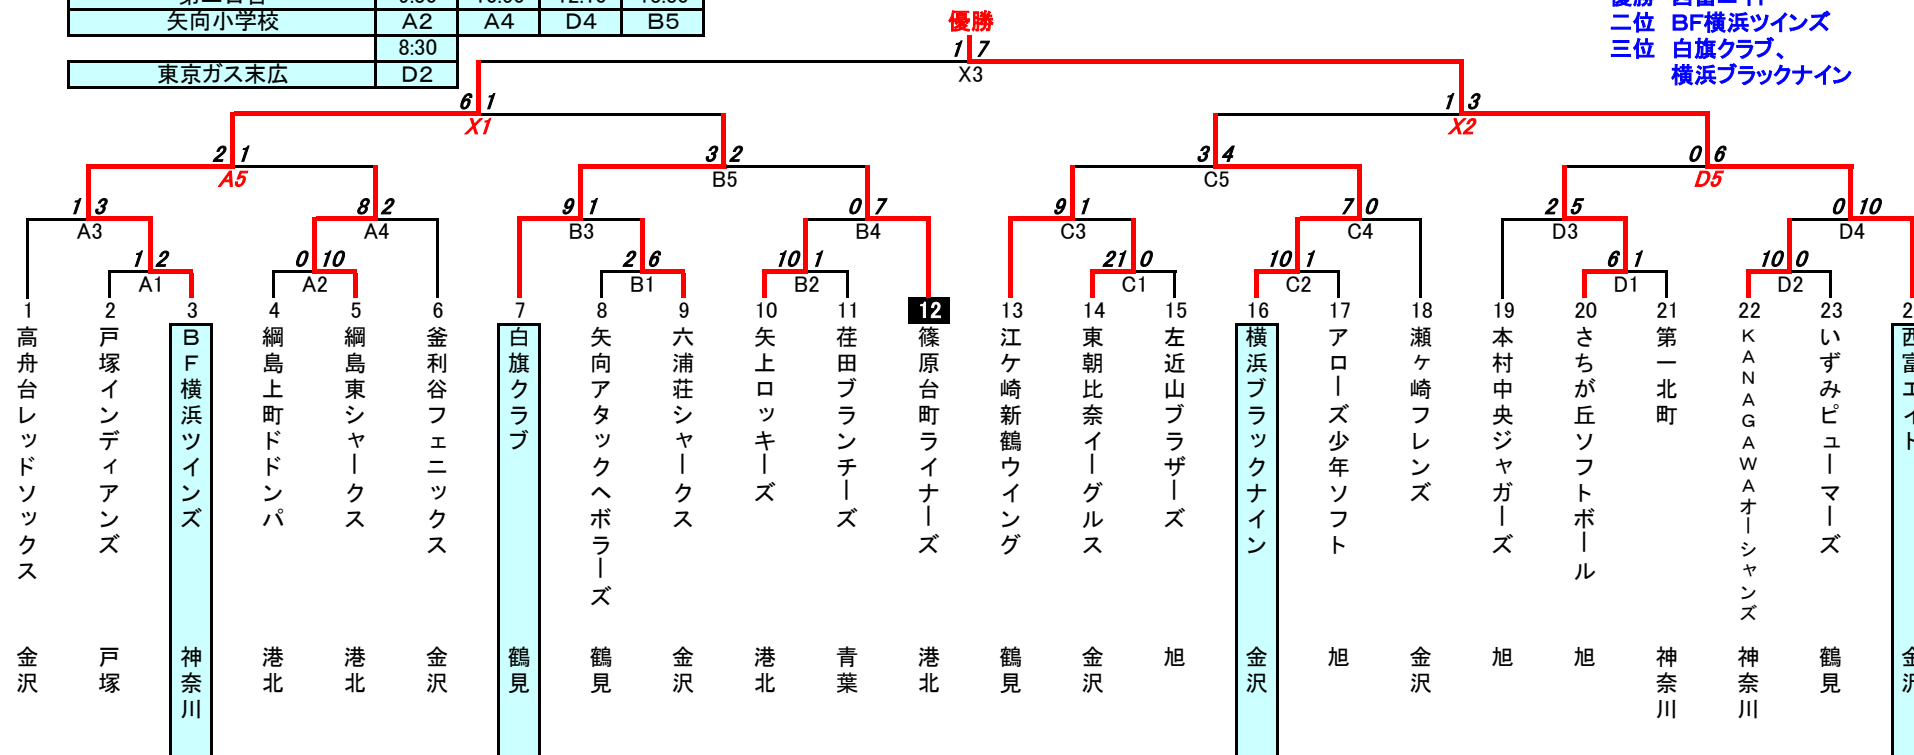 矢向小学校 A2 A4 D4 B5
8:30
東京ガス末広 D2
優勝
二位 BF横浜ツインズ
三位 白旗クラブ、
横浜ブラックナイン
1 7
X3
6 1
X1
1 3
X2
2 1
A5
3 2
B5
3 4
C5
0 6
D5
1 3
A3
8 2
A4
9 1
B3
0 7
B4
9 1
C3
7 0
C4
2 5
D3
0 10
D4
1 2
A1
0 10
A2
2 6
B1
10 1
B2
21 0
C1
10 1
C2
6 1
D1
10 0
D2
1 高舟台レッドソックス 金沢
2 戸塚インディアンズ 戸塚
3 BF横浜ツインズ 神奈川
4 綱島上町ドドンパ 港北
5 綱島東シャークス 港北
6 釜利谷フェニックス 金沢
7 白旗クラブ 鶴見
8 矢向アタックヘボラーズ 鶴見
9 六浦荘シャークス 金沢
10 矢上ロッキーズ 港北
11 荏田ブランチーズ 青葉
12 篠原台町ライナーズ 港北
13 江ケ崎新鶴ウイング 鶴見
14 東朝比奈イーグルス 金沢
15 左近山ブラザーズ 旭
16 横浜ブラックナイン 金沢
17 アローズ少年ソフト 旭
18 瀬ヶ崎フレンズ 金沢
19 本村中央ジャガーズ 旭
20 さちが丘ソフトボール 旭
21 第一北町 神奈川
22 KANAGAWAオーシャンズ 神奈川
23 いずみピューマーズ 鶴見
西富エイト 金沢